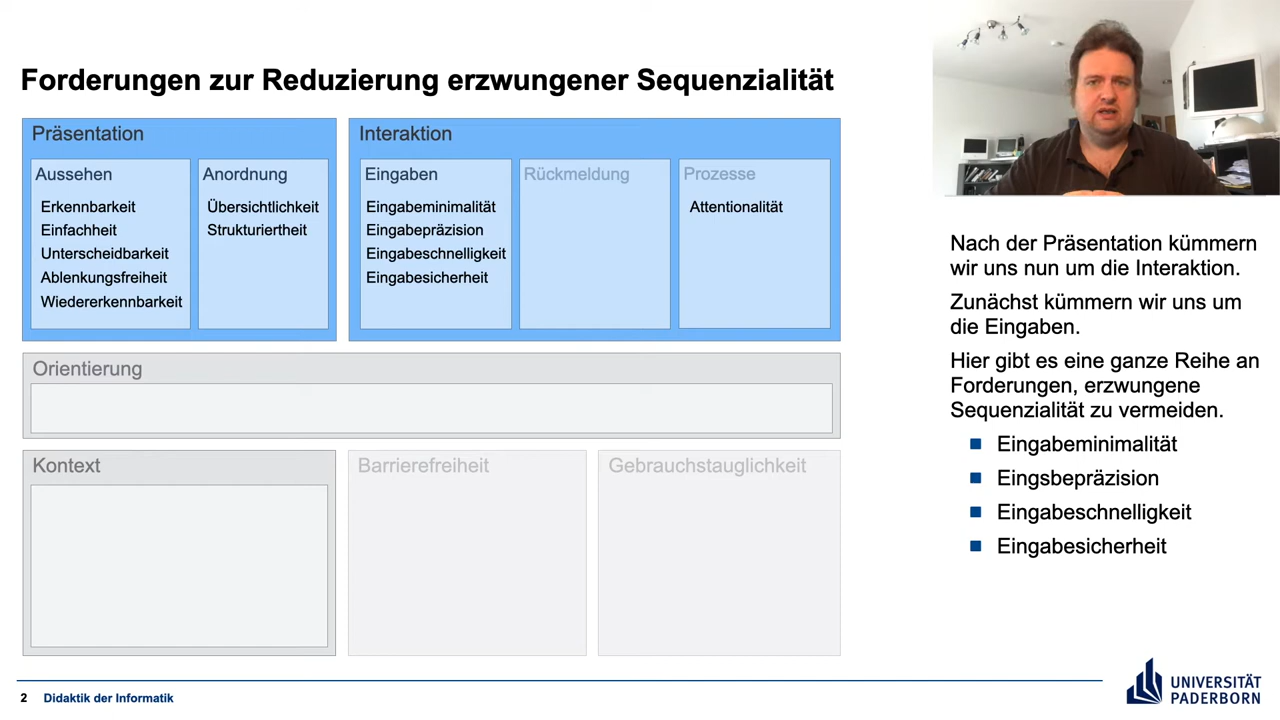 Forderungen zur Reduzierung erzwungener Sequenzialität
Präsentation
Aussehen
Erkennbarkeit
Einfachheit
Unterscheidbarkeit
Ablenkungsfreiheit
Wiedererkennbarkeit
Anordnung
Übersichtlichkeit
Strukturiertheit
Interaktion
Eingaben
Eingabeminimalität
Eingabepräzision
Eingabeschnelligkeit
Eingabesicherheit
Rückmeldung
Prozesse
Attentionalität
Orientierung
Kontext
Barrierefreiheit
Gebrauchstauglichkeit
Nach der Präsentation kümmern
wir uns nun um die Interaktion.
Zunächst kümmern wir uns um
die Eingaben.
Hier gibt es eine ganze Reihe an
Forderungen, erzwungene
Sequenzialität zu vermeiden.
Eingabeminimalität
Eingsbepräzision
Eingabeschnelligkeit
Eingabesicherheit
2 Didaktik der Informatik
UNIVERSITÄT
PADERBORN